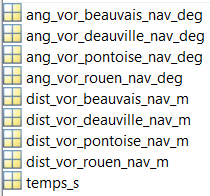 ang_vor_beauvais_nav_deg
ang_vor_deauville_nav_deg
ang_vor_pontoise_nav_deg
ang_vor_rouen_nav_deg
dist_vor_beauvais_nav_m
dist_vor_deauville_nav_m
dist_vor_pontoise_nav_m
dist_vor_rouen_nav_m
temps_s